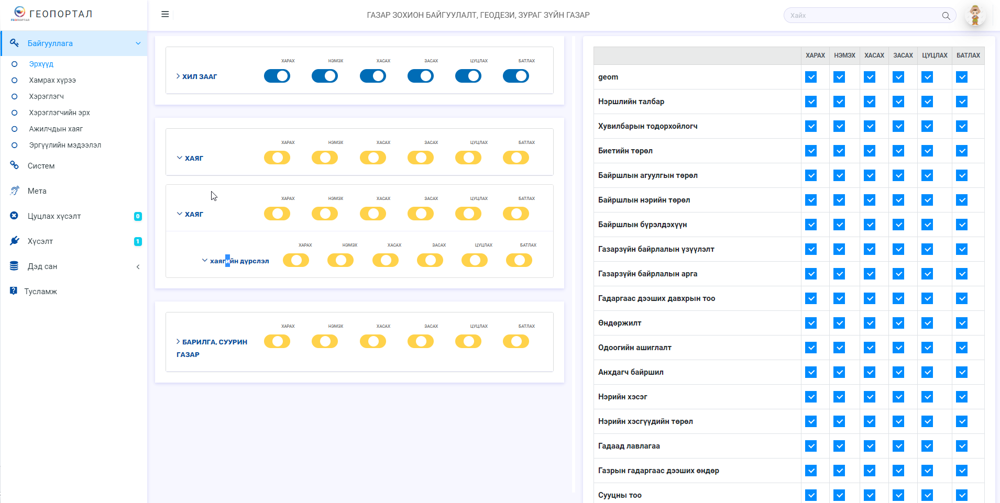 ГЕОПОРТАЛ
ГЕОПОРТАЛ
ГАЗАР ЗОХИОН БАЙГУУЛАЛТ, ГЕОДЕЗИ, ЗУРАГ ЗҮЙН ГАЗАР
Хайх
Байгууллага
Эрхүүд
Хамрах хүрээ
Хэрэглэгч
Хэрэглэгчийн эрх
Ажилчдын хаяг
Эргүүлийн мэдээлэл
Систем
Мета
Цуцлах хүсэлт 0
Хүсэлт 1
Дэд сан
Тусламж
ХАРАХ НЭМЭХ ХАСАХ ЗАСАХ ЦУЦЛАХ БАТЛАХ
ХИЛ ЗААГ
ХАРАХ НЭМЭХ ХАСАХ ЗАСАХ ЦУЦЛАХ БАТЛАХ
ХАЯГ
ХАРАХ НЭМЭХ ХАСАХ ЗАСАХ ЦУЦЛАХ БАТЛАХ
ХАЯГ
ХАРАХ НЭМЭХ ХАСАХ ЗАСАХ ЦУЦЛАХ БАТЛАХ
хаягийн дүрслэл
ХАРАХ НЭМЭХ ХАСАХ ЗАСАХ ЦУЦЛАХ БАТЛАХ
БАРИЛГА, СУУРИН
ГАЗАР
ХАРАХ НЭМЭХ ХАСАХ ЗАСАХ ЦУЦЛАХ БАТЛАХ
geom
Нэршлийн талбар
Хувилбарын тодорхойлогч
Биетийн төрөл
Байршлын агуулгын төрөл
Байршлын нэрийн төрөл
Байршлын бүрэлдэхүүн
Газарзүйн байрлалын үзүүлэлт
Газарзүйн байрлалын арга
Гадаргаас дээших давхрын тоо
Өндөржилт
Одоогийн ашиглалт
Анхдагч байршил
Нэрийн хэсэг
Нэрийн хэсгүүдийн төрөл
Гадаад лавлагаа
Газрын гадаргаас дээших өндөр
Сууцны тоо